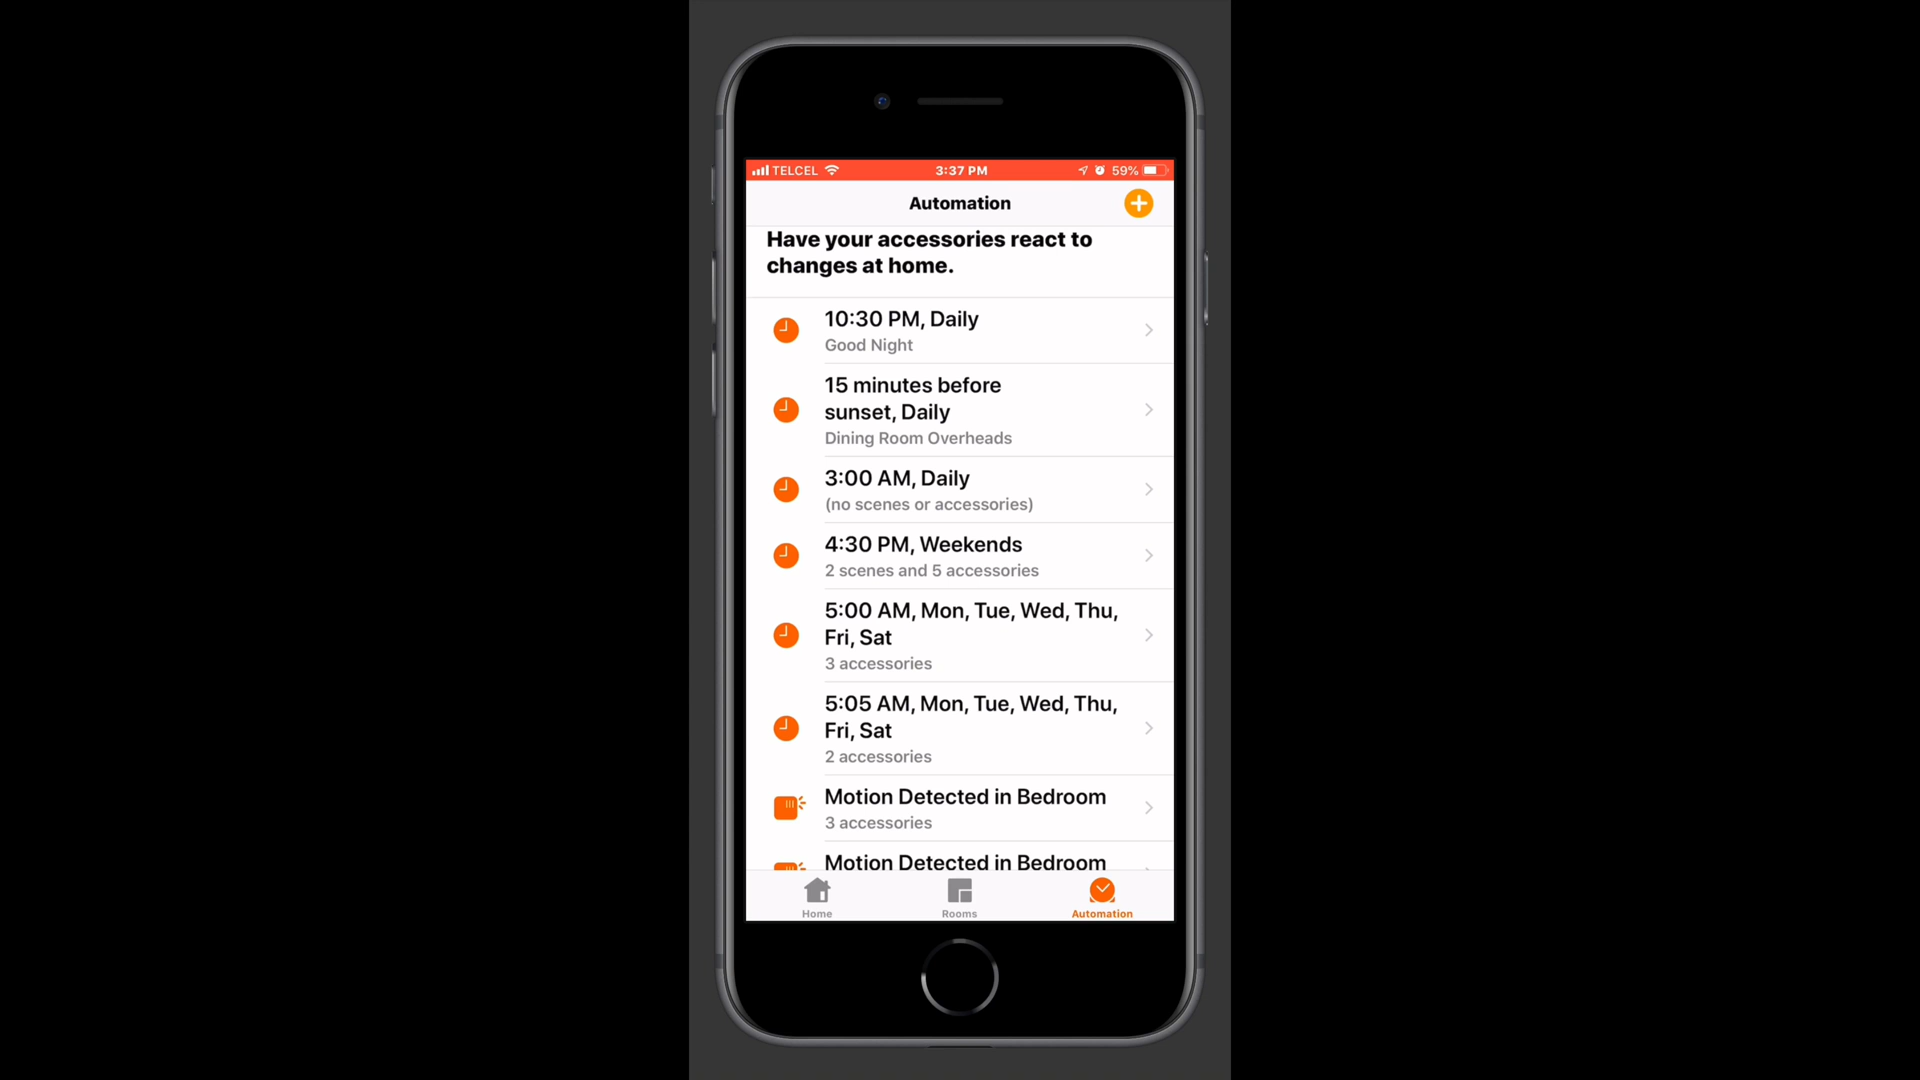 TELCEL 3:37 PM 59%
Automation
Have your accessories react to
changes at home.
10:30 PM, Daily
Good Night
15 minutes before
sunset, Daily
Dining Room Overheads
3:00 AM, Daily
(no scenes or accessories)
4:30 PM, Weekends
2 scenes and 5 accessories
5:00 AM, Mon, Tue, Wed, Thu,
Fri, Sat
3 accessories
5:05 AM, Mon, Tue, Wed, Thu,
Fri, Sat
2 accessories
Motion Detected in Bedroom
3 accessories
Motion Detected in Bedroom
Home Rooms Automation